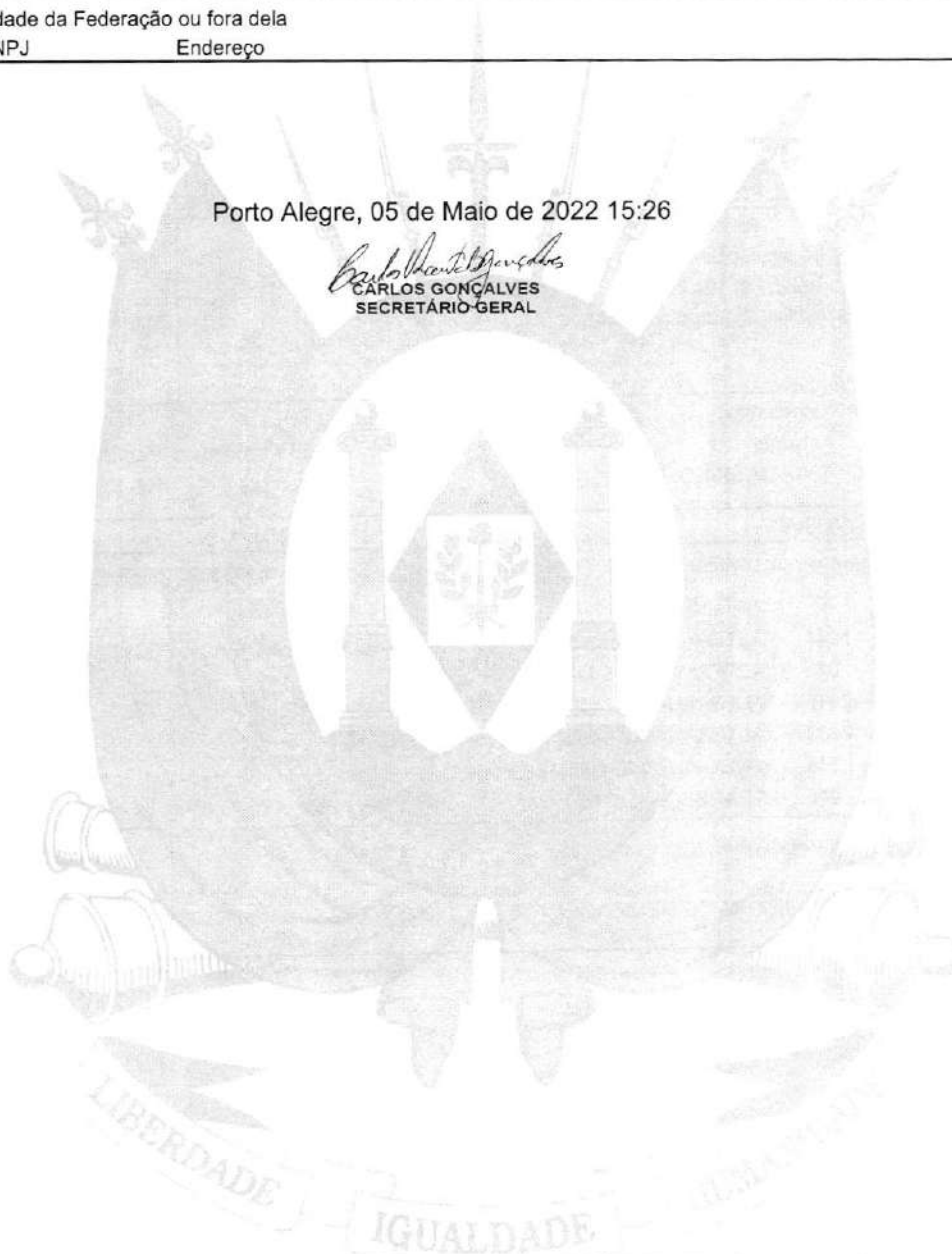 dade da Federação ou fora dela
NPJ Endereço
Porto Alegre, 05 de Maio de 2022 15:26
CARLOS GONÇALVES
SECRETÁRIO GERAL
LIBERDADE
IGUALDADE